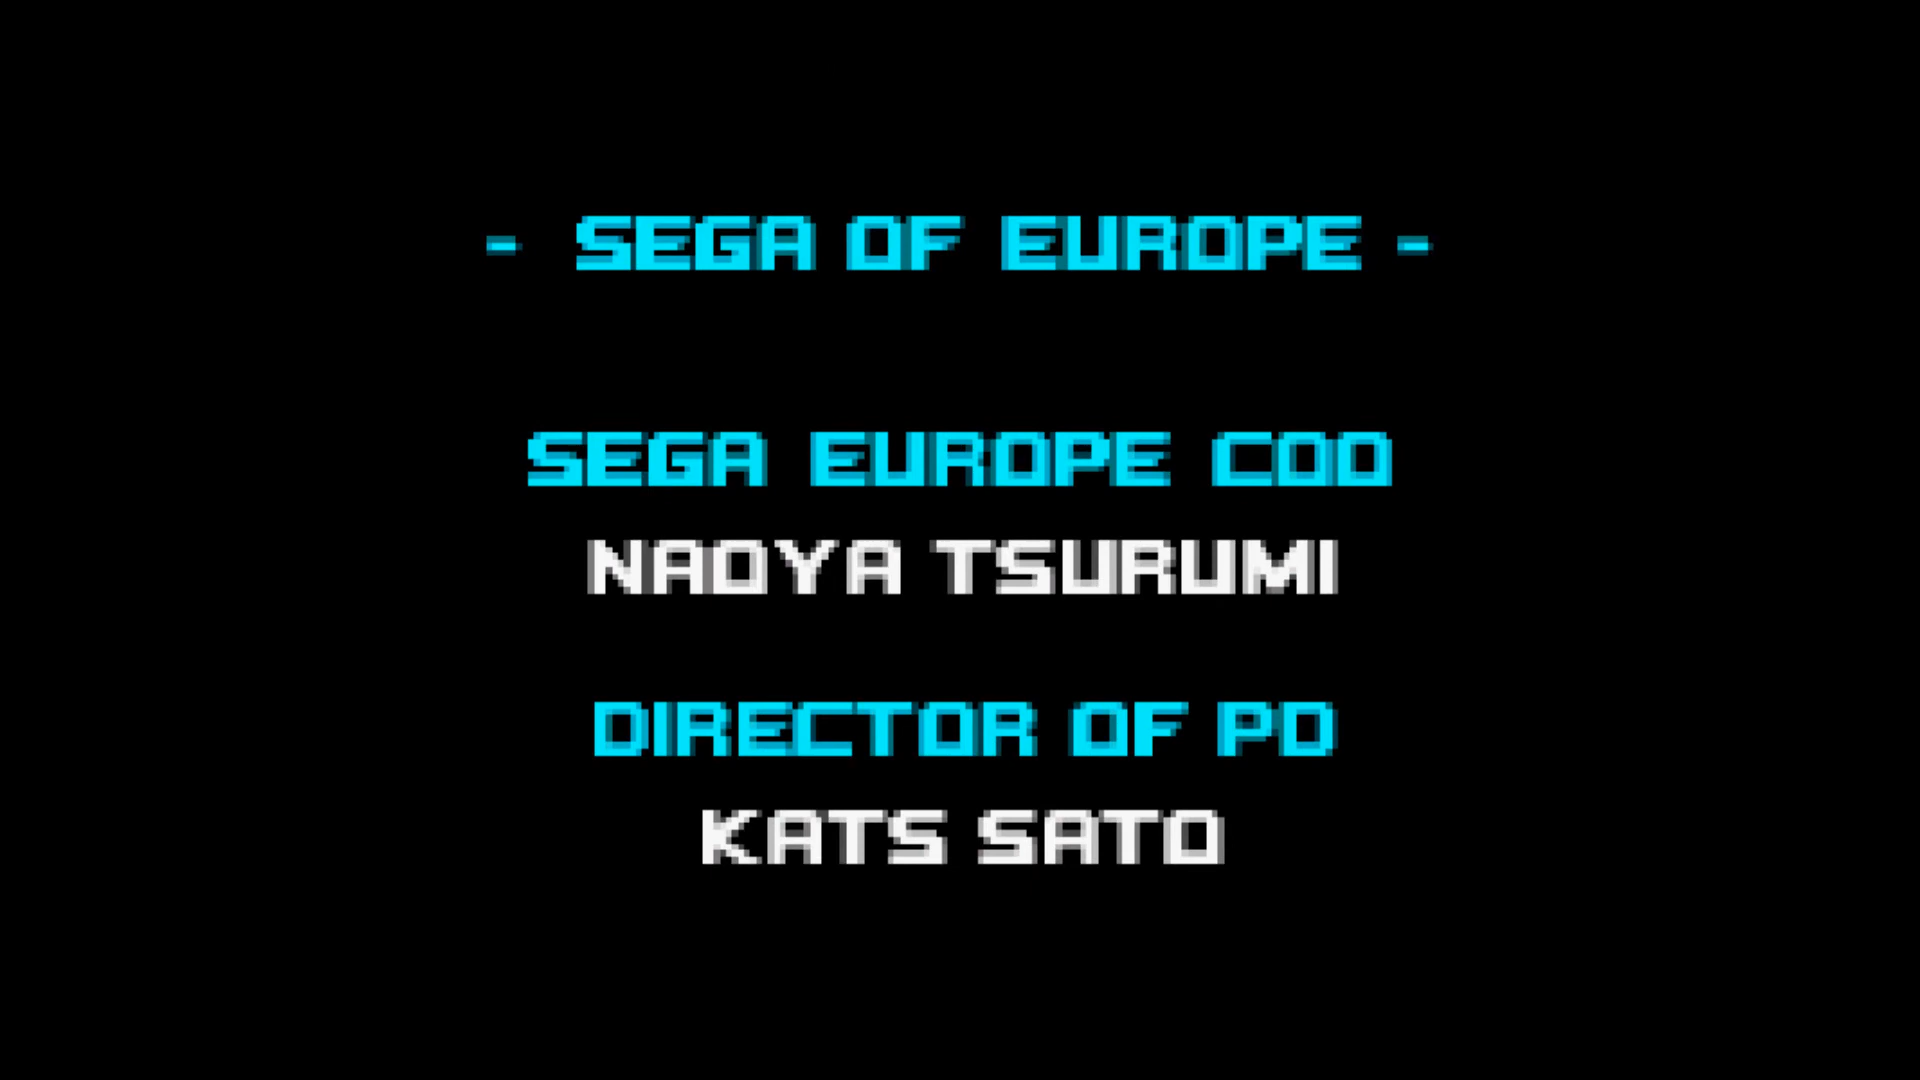 - SEGA OF EUROPE -
SEGA EUROPE COO
NAOYA TSURUMI
DIRECTOR OF PD
KATS SATO